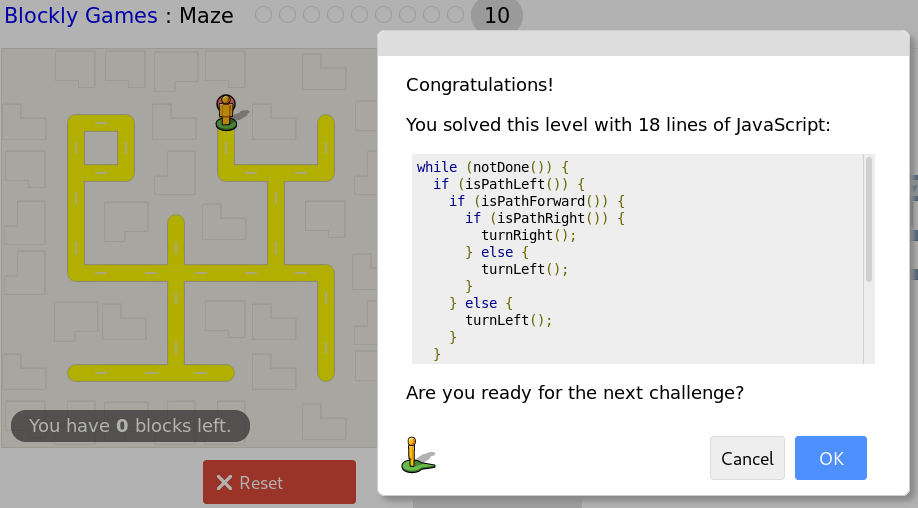 Blockly Games : Maze 10
Congratulations!
You solved this level with 18 lines of JavaScript:
while (notDone()) {
  if (isPathLeft()) {
    if (isPathForward()) {
      if (isPathRight()) {
        turnRight();
      } else {
        turnLeft();
      }
    } else {
      turnLeft();
    }
  }
Are you ready for the next challenge?
You have 0 blocks left.
Cancel OK
Reset